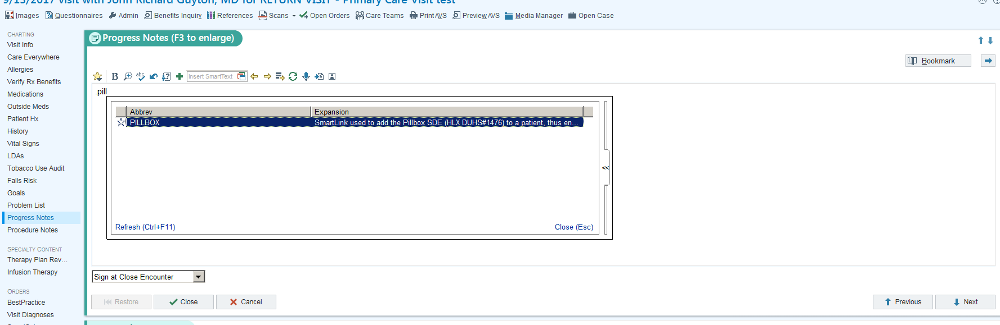 9/13/2017 visit with John Richard Guyton, MD for RETURN VISIT - Primary Care Visit test
Images Questionnaires Admin Benefits Inquiry References Scans Open Orders Care Teams Print AVS Preview AVS Media Manager Open Case
CHARTING
Visit Info
Care Everywhere
Allergies
Verify Rx Benefits
Medications
Outside Meds
Patient Hx
History
Vital Signs
LDAs
Tobacco Use Audit
Falls Risk
Goals
Problem List
Progress Notes
Procedure Notes
SPECIALTY CONTENT
Therapy Plan Rev...
Infusion Therapy
ORDERS
BestPractice
Visit Diagnoses
Progress Notes (F3 to enlarge)
Bookmark
B abc Insert SmartText
.pill
Abbrev Expansion
PILLBOX SmartLink used to add the Pillbox SDE (HLX DUHS#1476) to a patient, thus en...
<<
Refresh (Ctrl+F11) Close (Esc)
Sign at Close Encounter
Restore Close Cancel Previous Next